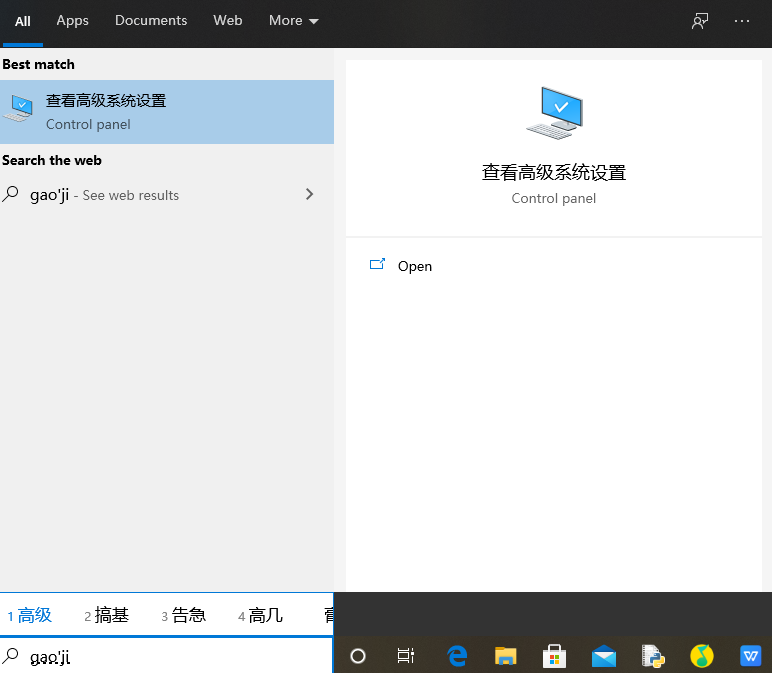 All Apps Documents Web More
Best match
查看高级系统设置
Control panel
Search the web
gao'ji - See web results
查看高级系统设置
Control panel
Open
1 高级 2 搞基 3 告急 4 高几
gao'ji